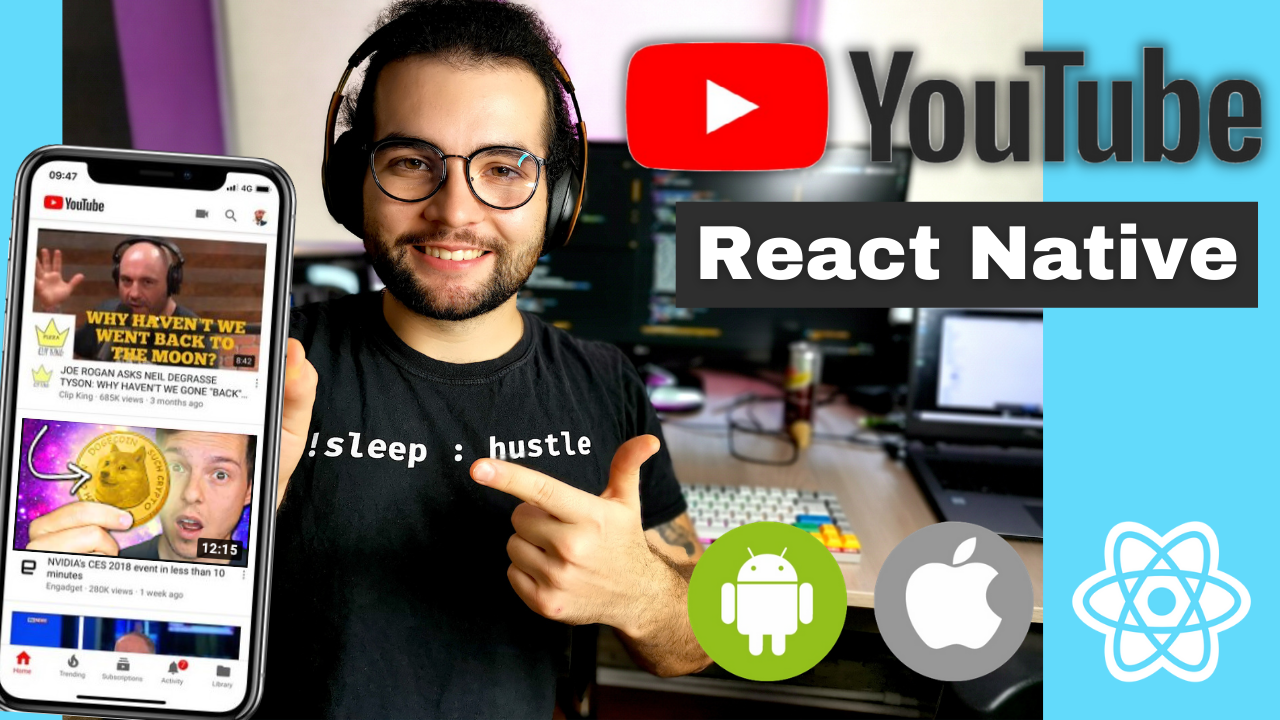 YouTube
React Native
!sleep : hustle
09:47
4G
YouTube
WHY HAVEN'T WE
WENT BACK TO
THE MOON?
8:42
JOE ROGAN ASKS NEIL DEGRASSE
TYSON: WHY HAVEN'T WE GONE "BACK"...
Clip King · 685K views · 3 months ago
DOGECOIN
SUCH CRYPTO
12:15
NVIDIA's CES 2018 event in less than 10
minutes
Engadget · 280K views · 1 week ago
Home
Trending
Subscriptions
Activity
Library